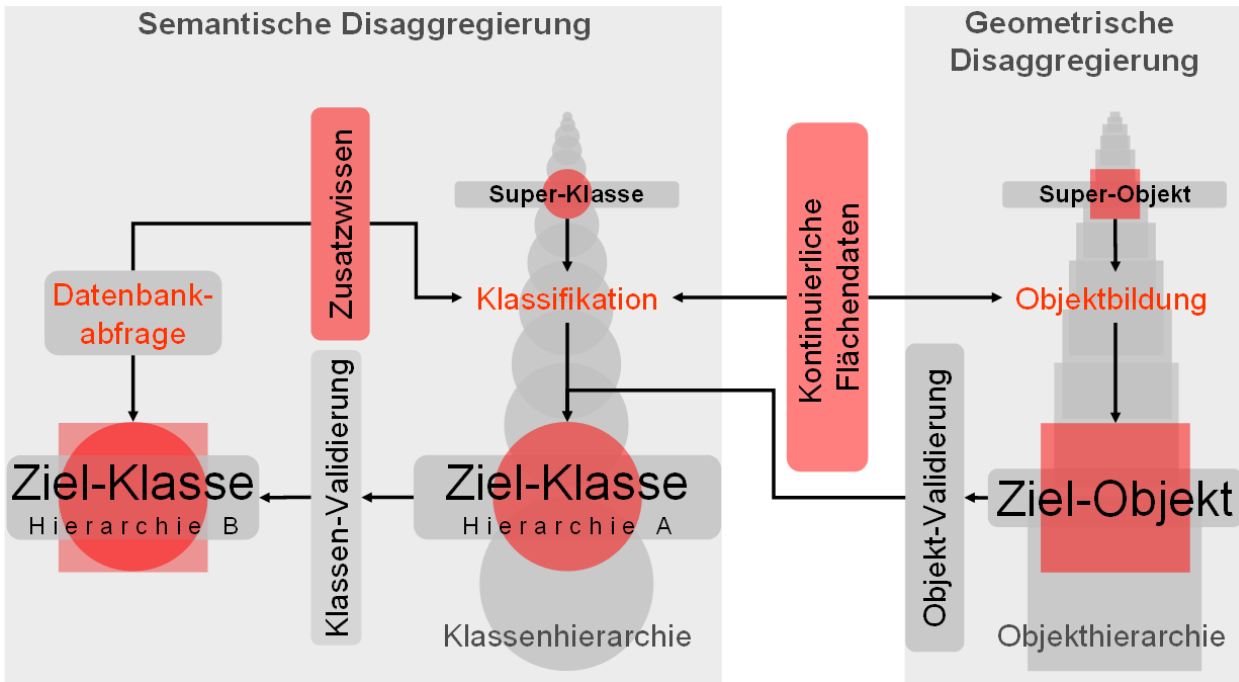 Semantische Disaggregierung
Geometrische
Disaggregierung
Zusatzwissen
Super-Klasse
Kontinuierliche
Flächendaten
Super-Objekt
Datenbank-
abfrage
Klassifikation
Objektbildung
Klassen-Validierung
Objekt-Validierung
Ziel-Klasse
Hierarchie B
Ziel-Klasse
Hierarchie A
Ziel-Objekt
Klassenhierarchie
Objekthierarchie